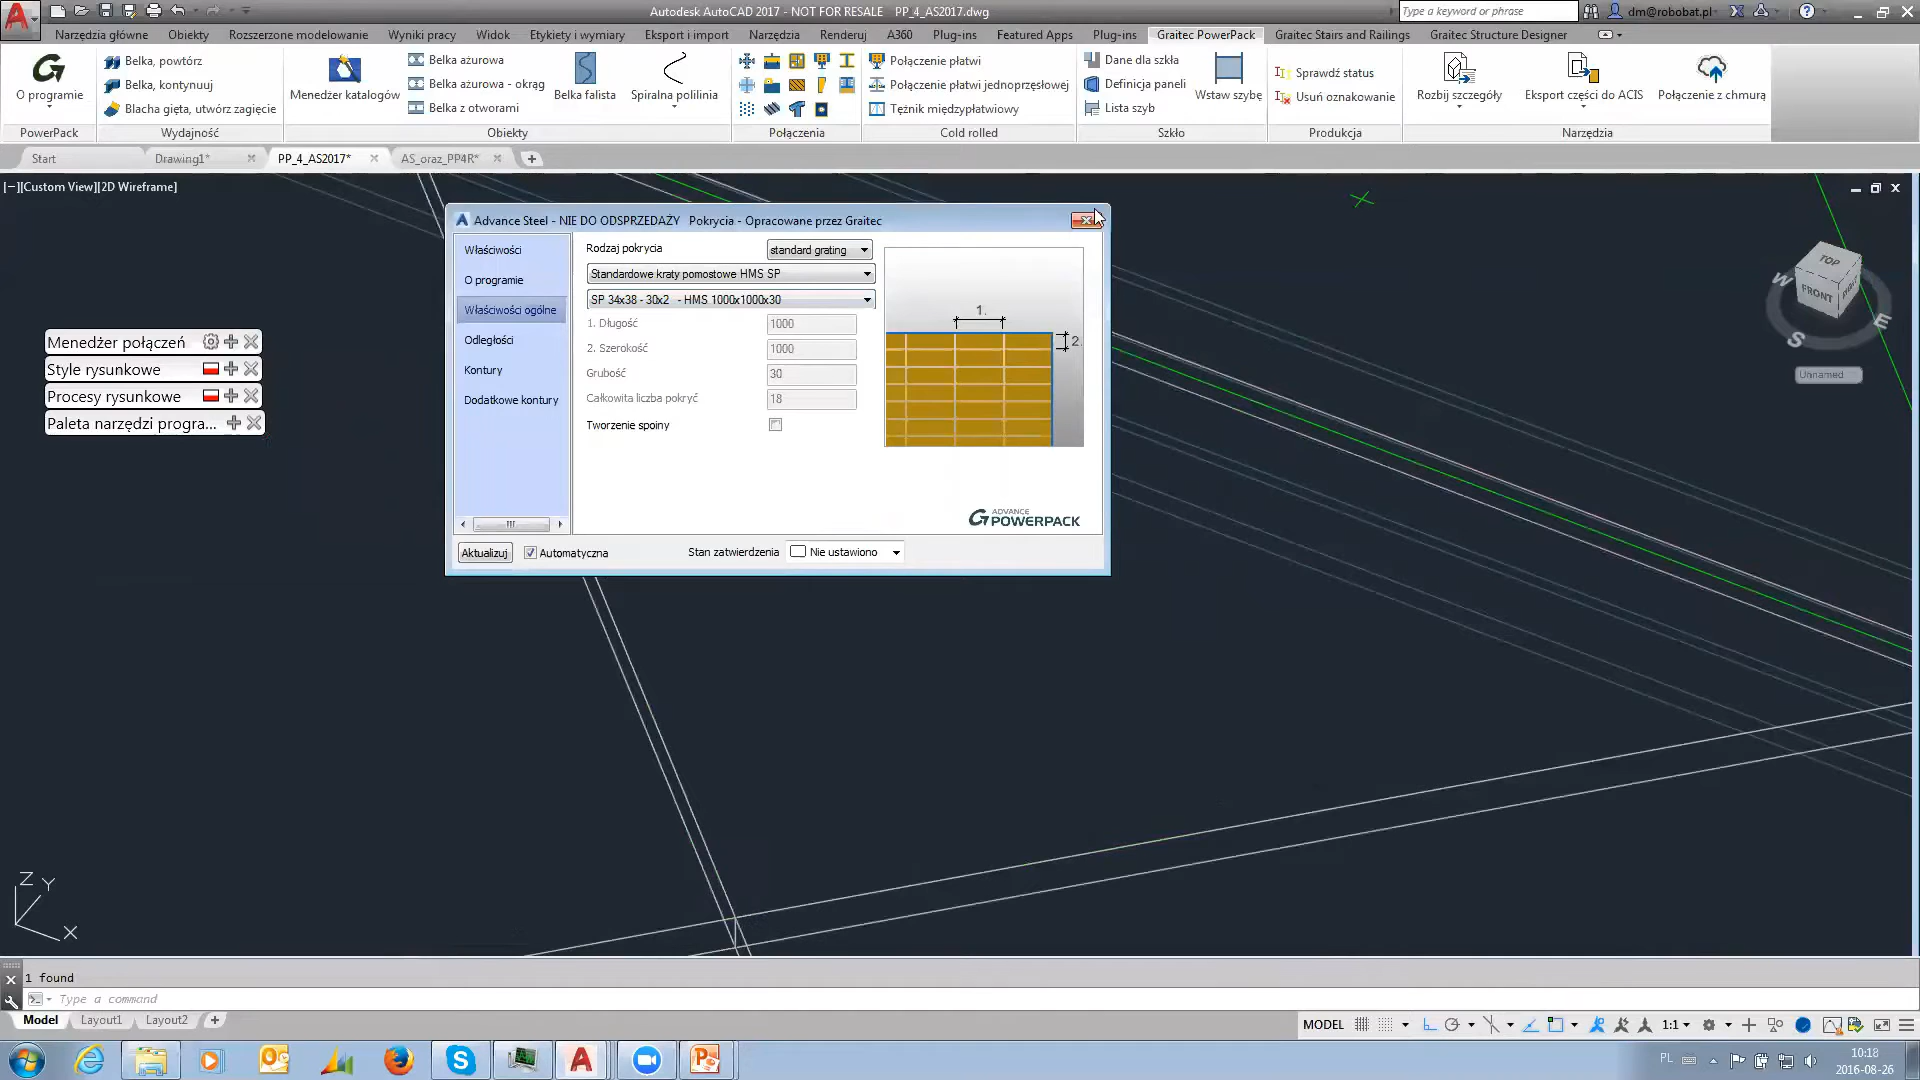 Autodesk AutoCAD 2017 - NOT FOR RESALE PP_4_AS2017.dwg
Type a keyword or phrase
dm@robobat.pl
Narzędzia główne Obiekty Rozszerzone modelowanie Wyniki pracy Widok Etykiety i wymiary Eksport i import Narzędzia Renderuj A360 Plug-ins Featured Apps Plug-ins Graitec PowerPack Graitec Stairs and Railings Graitec Structure Designer
O programie
PowerPack
Belka, powtórz
Belka, kontynuuj
Blacha gięta, utwórz zagięcie
Wydajność
Menedżer katalogów
Belka ażurowa
Belka ażurowa - okrąg
Belka z otworami
Belka falista
Spiralna polilinia
Obiekty
Połączenia
Połączenie płatwi
Połączenie płatwi jednoprzęsłowej
Tężnik międzypłatwiowy
Cold rolled
Dane dla szkła
Definicja paneli
Lista szyb
Wstaw szybę
Szkło
Sprawdź status
Usuń oznakowanie
Produkcja
Rozbij szczegóły
Eksport części do ACIS
Połączenie z chmurą
Narzędzia
Start Drawing1* PP_4_AS2017* AS_oraz_PP4R*
[−][Custom View][2D Wireframe]
Advance Steel - NIE DO ODSPRZEDAŻY Pokrycia - Opracowane przez Graitec
Właściwości
O programie
Właściwości ogólne
Odległości
Kontury
Dodatkowe kontury
Rodzaj pokrycia standard grating
Standardowe kraty pomostowe HMS SP
SP 34x38 - 30x2 - HMS 1000x1000x30
1. Długość 1000
2. Szerokość 1000
Grubość 30
Całkowita liczba pokryć 18
Tworzenie spoiny
1.
2.
ADVANCE
POWERPACK
Aktualizuj Automatyczna Stan zatwierdzenia Nie ustawiono
Menedżer połączeń
Style rysunkowe
Procesy rysunkowe
Paleta narzędzi progra...
TOP
FRONT
W
S
E
Unnamed
Z
Y
X
1 found
Type a command
Model Layout1 Layout2
MODEL 1:1
PL
10:18
2016-08-26